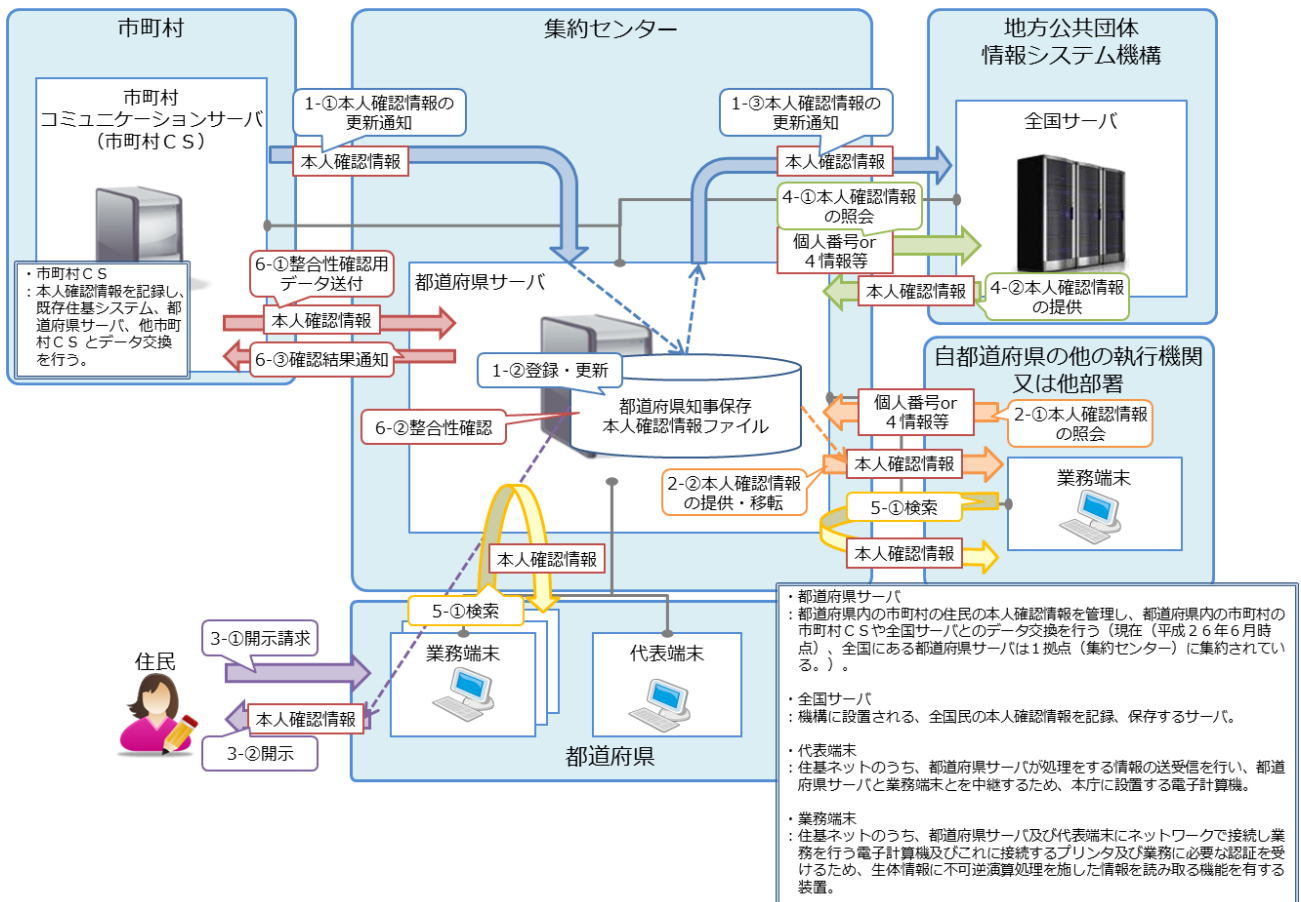 市町村
集約センター
地方公共団体
情報システム機構
市町村
コミュニケーションサーバ
（市町村ＣＳ）
1-①本人確認情報の
更新通知
本人確認情報
1-③本人確認情報の
更新通知
本人確認情報
全国サーバ
4-①本人確認情報
の照会
個人番号or
４情報等
本人確認情報
4-②本人確認情報
の提供
・市町村ＣＳ
：本人確認情報を記録し、
既存住基システム、都
道府県サーバ、他市町
村ＣＳ とデータ交換
を行う。
6-①整合性確認用
データ送付
本人確認情報
6-③確認結果通知
都道府県サーバ
1-②登録・更新
6-②整合性確認
都道府県知事保存
本人確認情報ファイル
自都道府県の他の執行機関
又は他部署
個人番号or
４情報等
2-①本人確認情報
の照会
本人確認情報
2-②本人確認情報
の提供・移転
業務端末
5-①検索
本人確認情報
本人確認情報
5-①検索
業務端末
代表端末
都道府県
住民
3-①開示請求
本人確認情報
3-②開示
・都道府県サーバ
：都道府県内の市町村の住民の本人確認情報を管理し、都道府県内の市町村の
市町村ＣＳや全国サーバとのデータ交換を行う（現在（平成２６年６月時
点）、全国にある都道府県サーバは１拠点（集約センター）に集約されてい
る。）。
・全国サーバ
：機構に設置される、全国民の本人確認情報を記録、保存するサーバ。
・代表端末
：住基ネットのうち、都道府県サーバが処理をする情報の送受信を行い、都道
府県サーバと業務端末とを中継するため、本庁に設置する電子計算機。
・業務端末
：住基ネットのうち、都道府県サーバ及び代表端末にネットワークで接続し業
務を行う電子計算機及びこれに接続するプリンタ及び業務に必要な認証を受
けるため、生体情報に不可逆演算処理を施した情報を読み取る機能を有する
装置。